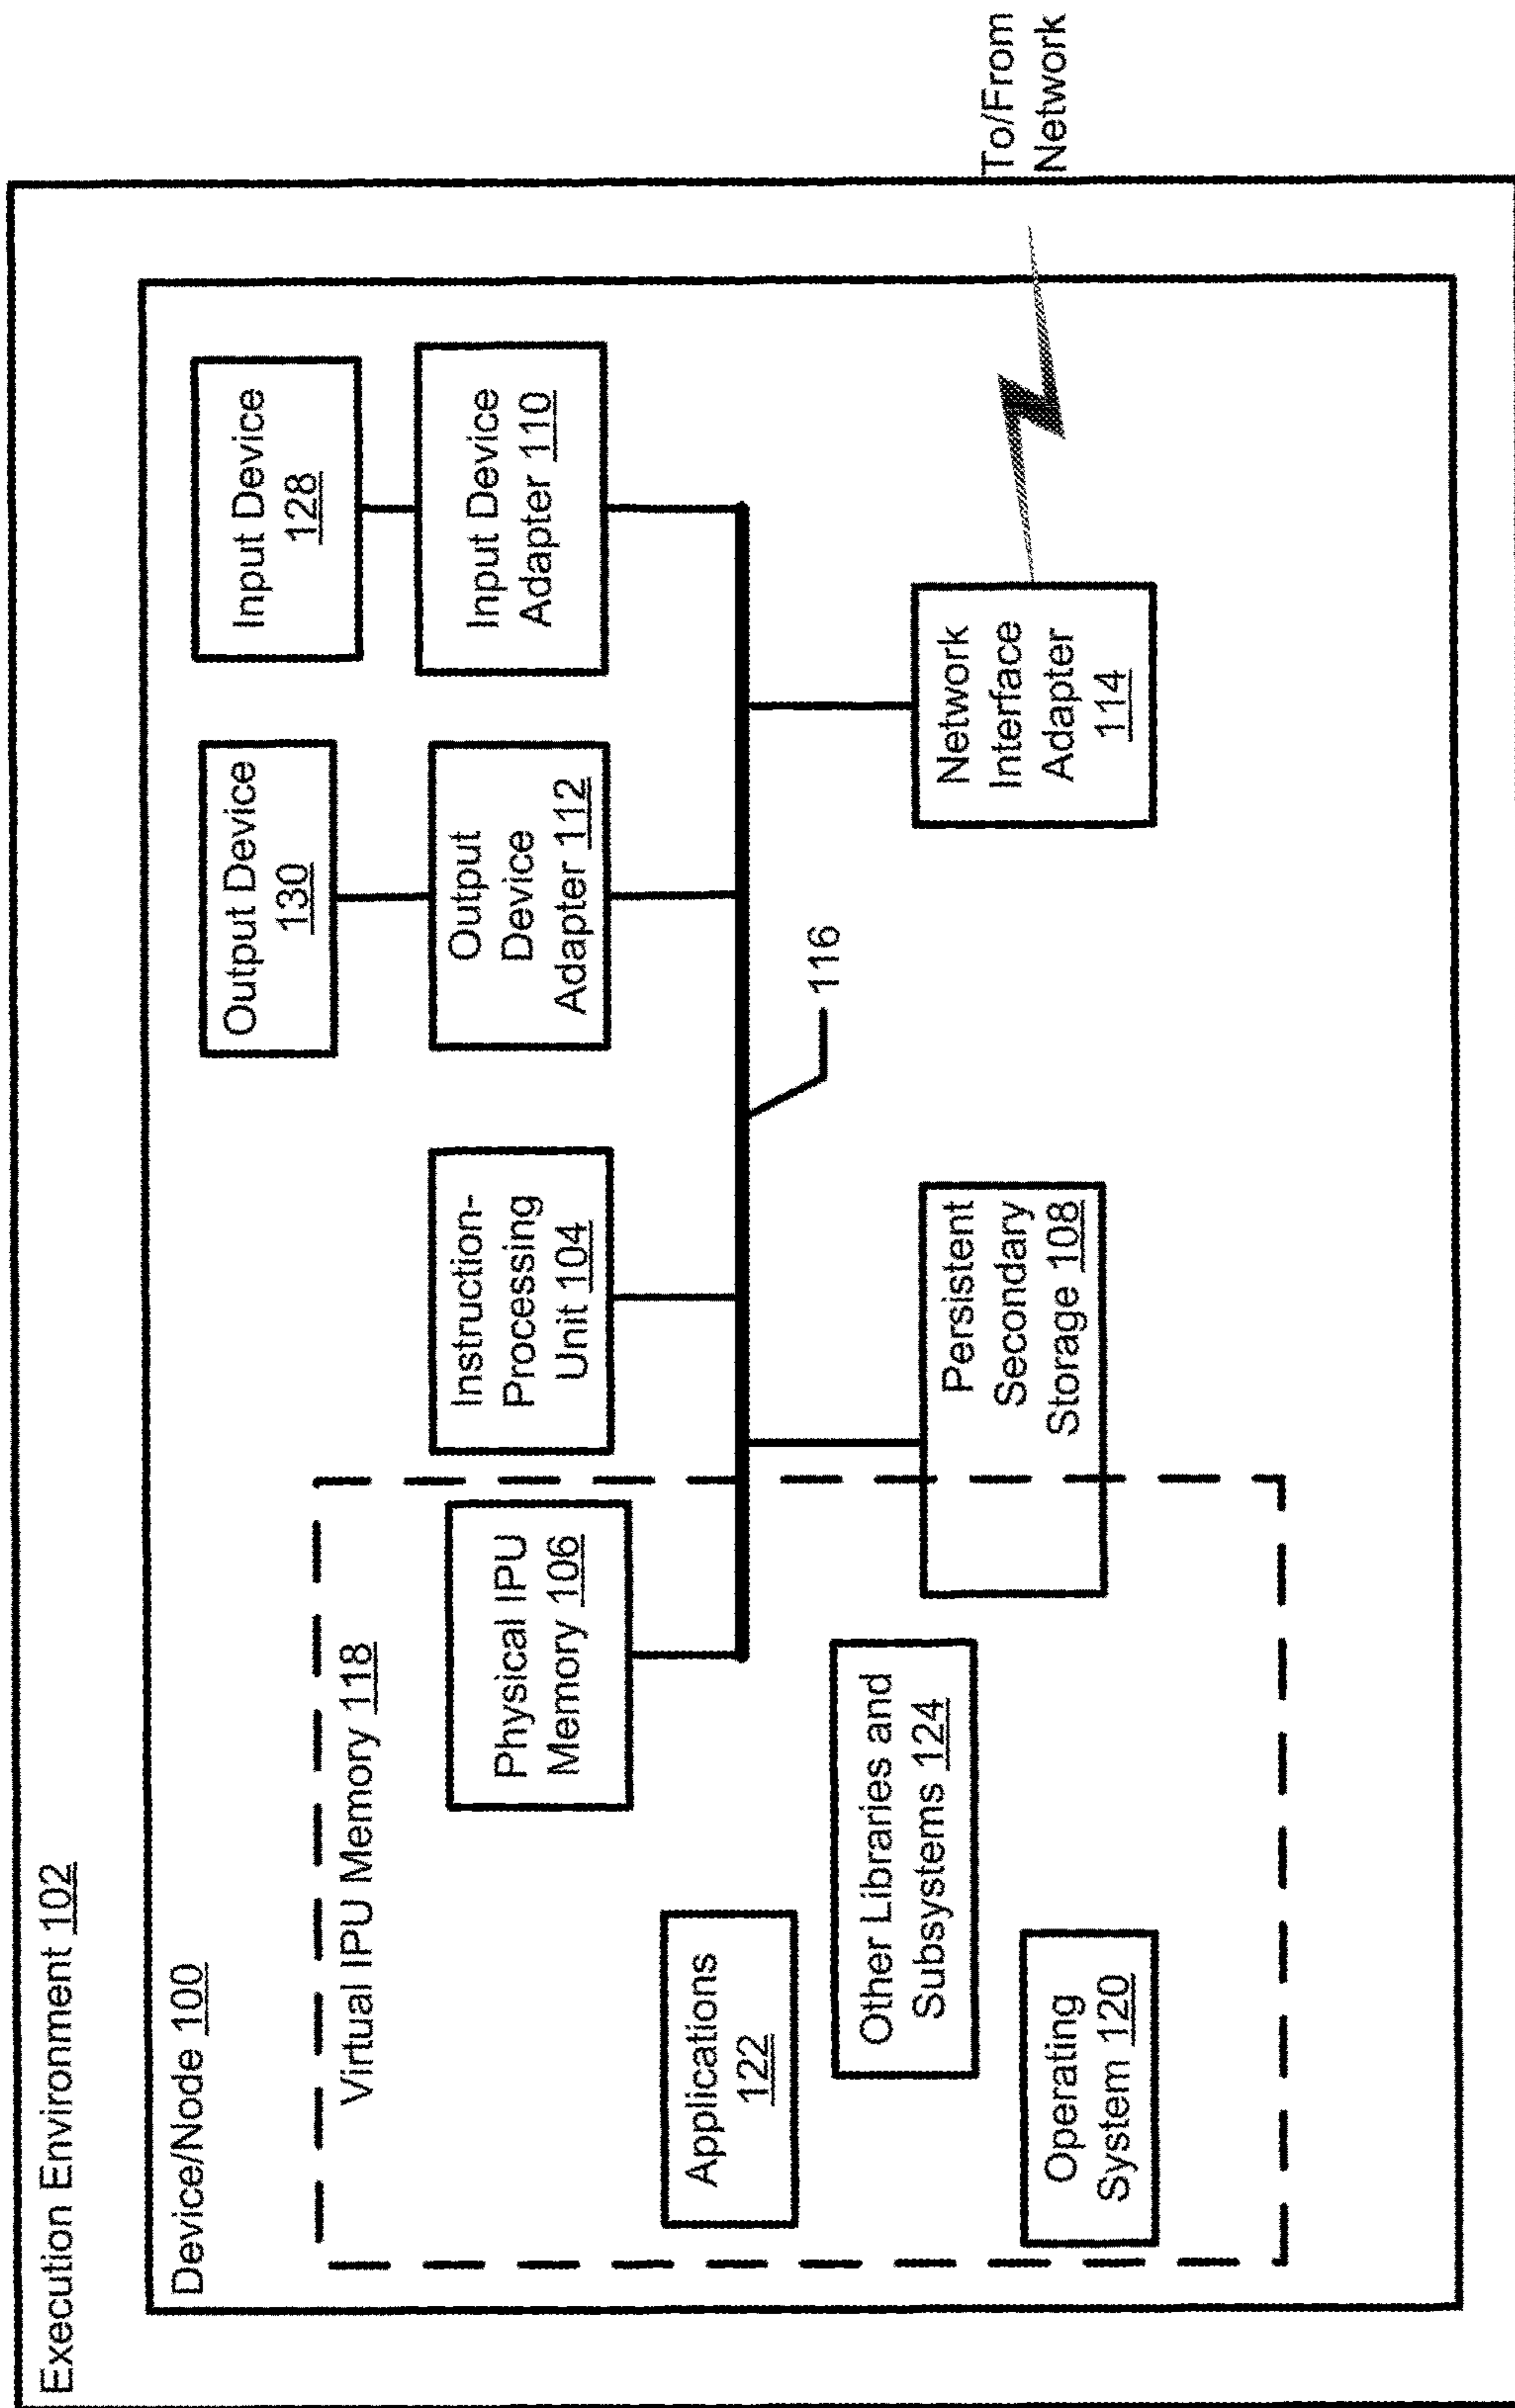 Execution Environment 102
Device/Node 100
Virtual IPU Memory 118
Output Device
130
Input Device
128
Physical IPU
Memory 106
Instruction-
Processing
Unit 104
Output
Device
Adapter 112
Input Device
Adapter 110
Applications
122
116
Other Libraries and
Subsystems 124
Operating
System 120
Persistent
Secondary
Storage 108
Network
Interface
Adapter
114
To/From
Network